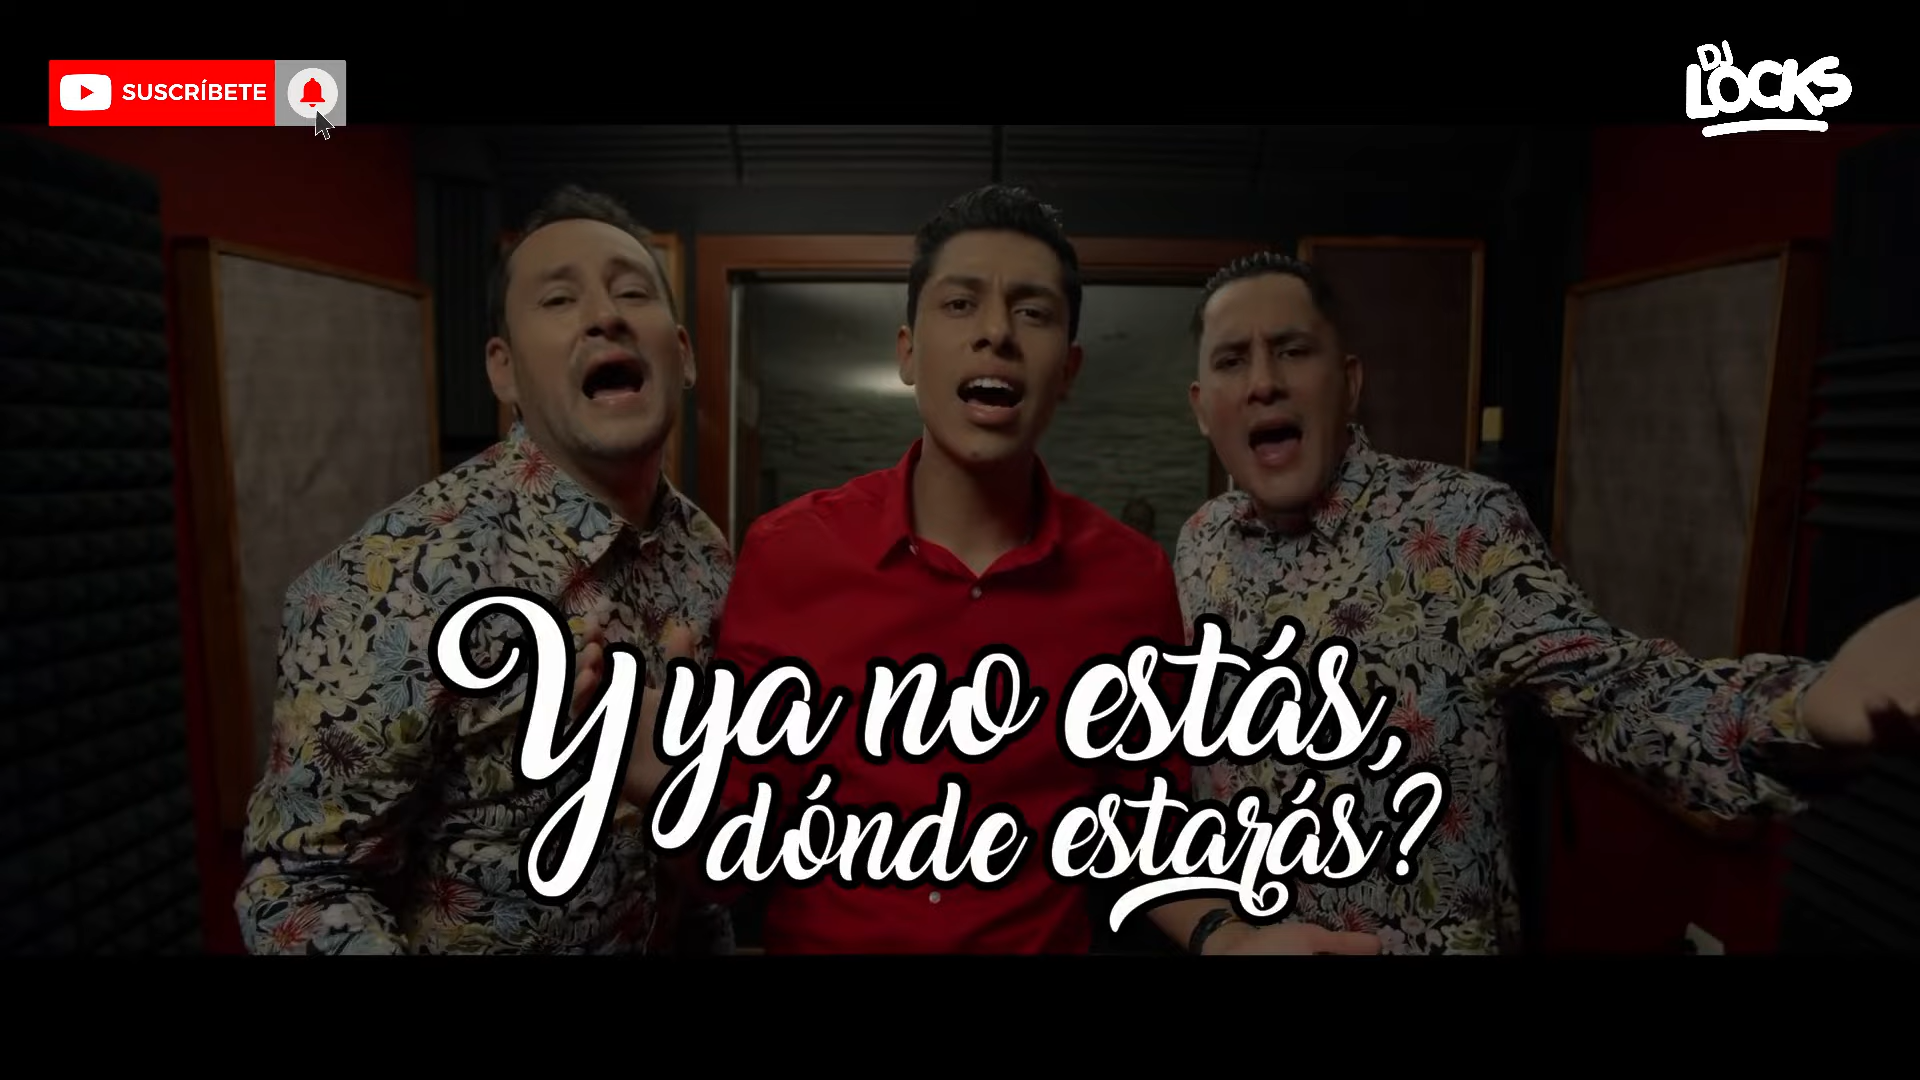 SUSCRÍBETE
DJ
LOCKS
Y ya no estás,
dónde estarás?